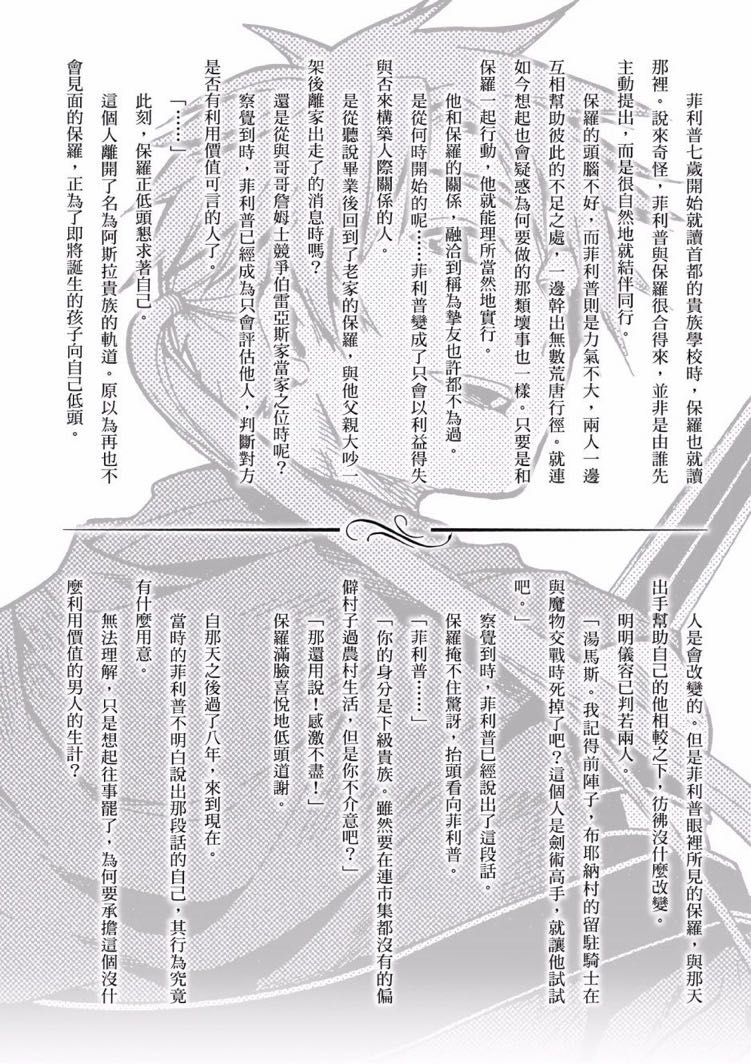 菲利普七歲開始就讀首都的貴族學校時，保羅也就讀
那裡。說來奇怪，菲利普與保羅很合得來，並非是由誰先
主動提出，而是很自然地就結伴同行。
保羅的頭腦不好，而菲利普則是力氣不大，兩人一邊
互相幫助彼此的不足之處，一邊幹出無數荒唐行徑。就連
如今想起也會疑惑為何要做的那類壞事也一樣。只要是和
保羅一起行動，他就能理所當然地實行。
他和保羅的關係，融洽到稱為摯友也許都不為過。
是從何時開始的呢……菲利普變成了只會以利益得失
與否來構築人際關係的人。
是從聽說畢業後回到了老家的保羅，與他父親大吵一
架後離家出走了的消息時嗎？
還是從與哥哥詹姆士競爭伯雷亞斯家當家之位時呢？
察覺到時，菲利普已經成為只會評估他人，判斷對方
是否有利用價值可言的人了。
「……」
此刻，保羅正低頭懇求著自己。
這個人離開了名為阿斯拉貴族的軌道。原以為再也不
會見面的保羅，正為了即將誕生的孩子向自己低頭。
人是會改變的。但是菲利普眼裡所見的保羅，與那天
出手幫助自己的他相較之下，彷彿沒什麼改變。
明明儀容已判若兩人。
「湯馬斯。我記得前陣子，布耶納村的留駐騎士在
與魔物交戰時死掉了吧？這個人是劍術高手，就讓他試試
吧。」
察覺到時，菲利普已經說出了這段話。
保羅掩不住驚訝，抬頭看向菲利普。
「菲利普……」
「你的身分是下級貴族。雖然要在連市集都沒有的偏
僻村子過農村生活，但是你不介意吧？」
「那還用說！感激不盡！」
保羅滿臉喜悅地低頭道謝。
自那天之後過了八年，來到現在。
當時的菲利普不明白說出那段話的自己，其行為究竟
有什麼用意。
無法理解，只是想起往事罷了，為何要承擔這個沒什
麼利用價值的男人的生計？